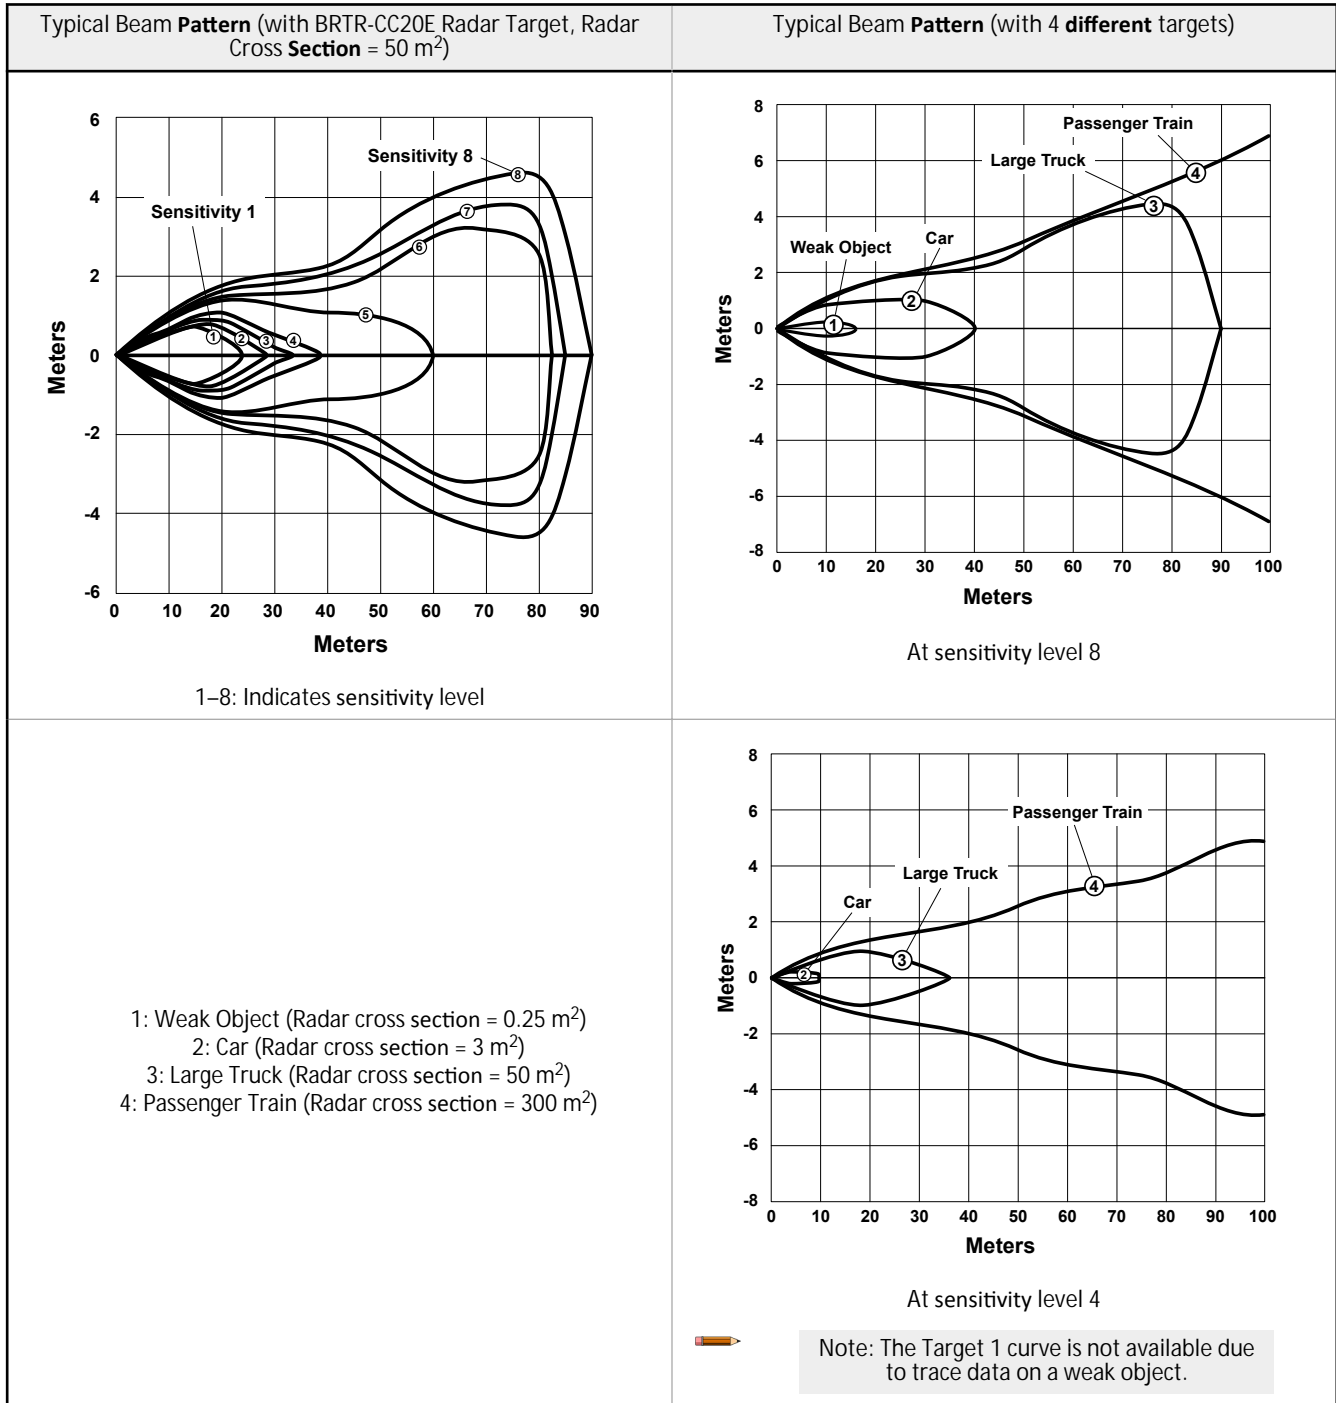 Typical Beam Pattern (with BRTR-CC20E Radar Target, Radar
Cross Section = 50 m²)
Typical Beam Pattern (with 4 different targets)
6
4
2
0
-2
-4
-6
Meters
Sensitivity 8
Sensitivity 1
8
7
6
5
1
2
3
4
0 10 20 30 40 50 60 70 80 90
Meters
1–8: Indicates sensitivity level
8
6
4
2
0
-2
-4
-6
-8
Meters
Passenger Train
Large Truck
4
3
Weak Object
Car
2
1
0 10 20 30 40 50 60 70 80 90 100
Meters
At sensitivity level 8
1: Weak Object (Radar cross section = 0.25 m²)
2: Car (Radar cross section = 3 m²)
3: Large Truck (Radar cross section = 50 m²)
4: Passenger Train (Radar cross section = 300 m²)
8
6
4
2
0
-2
-4
-6
-8
Meters
Passenger Train
Large Truck
Car
4
3
2
0 10 20 30 40 50 60 70 80 90 100
Meters
At sensitivity level 4
Note: The Target 1 curve is not available due
to trace data on a weak object.